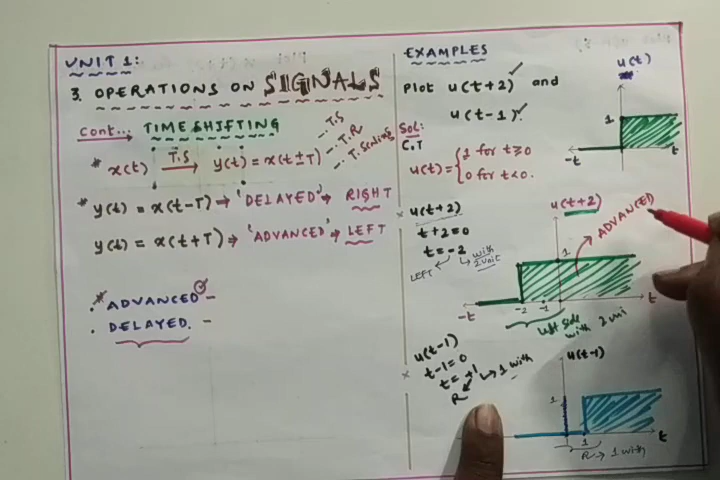 UNIT 1:
3. OPERATIONS ON SIGNALS
cont... TIME SHIFTING
T.S
T.R
T. Scaling
* x(t) T.S → y(t) = x(t±T)
* y(t) = x(t-T) → 'DELAYED' → RIGHT
y(t) = x(t+T) → 'ADVANCED' → LEFT
* ADVANCED -
. DELAYED. -
EXAMPLES
Plot u(t+2) and
u(t-1).
Sol:
C.T
u(t) = { 1 for t≥0
0 for t<0.
u(t)
1
-t t
x u(t+2)
t+2=0
t=-2
LEFT with
2 unit
u(t+2)
ADVANCED
1
-t -2 -1 t
left side
with 2 uni
x u(t-1)
t-1=0
t=+1
R → 1 with
u(t-1)
1
1 t
R → 1 with